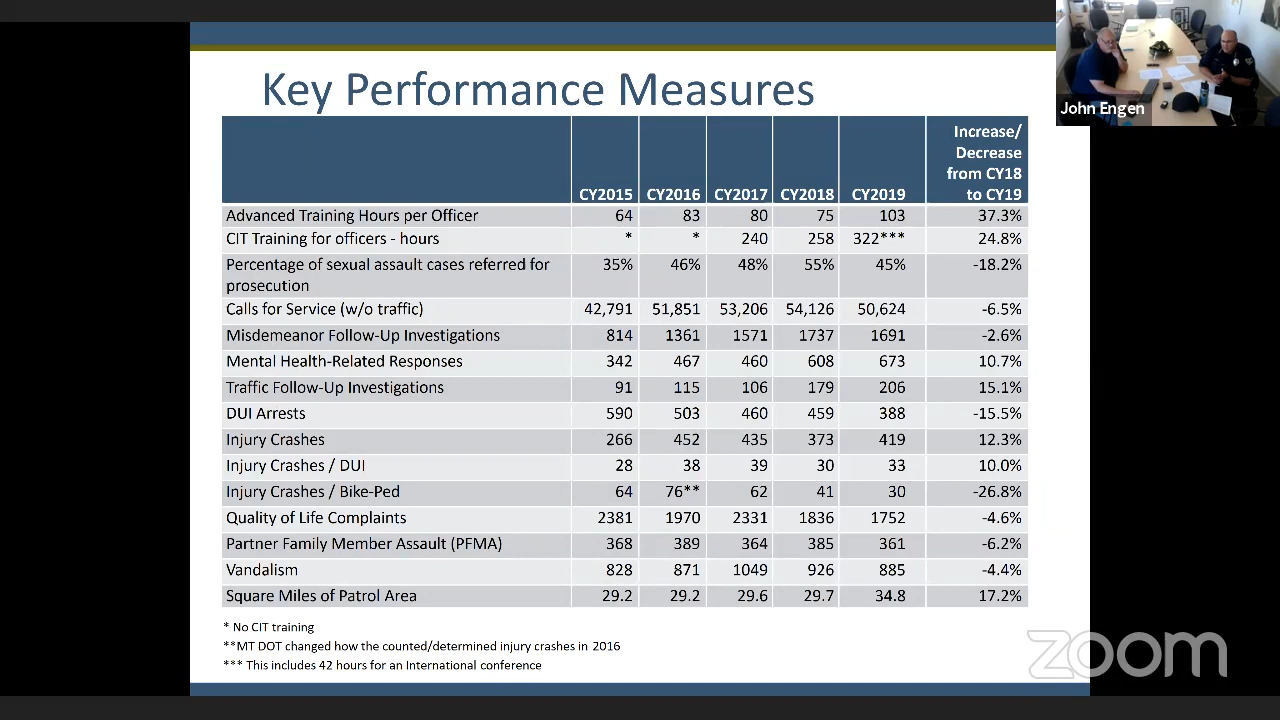 Key Performance Measures
John Engen
CY2015 CY2016 CY2017 CY2018 CY2019 Increase/
Decrease
from CY18
to CY19
Advanced Training Hours per Officer 64 83 80 75 103 37.3%
CIT Training for officers - hours * * 240 258 322*** 24.8%
Percentage of sexual assault cases referred for
prosecution 35% 46% 48% 55% 45% -18.2%
Calls for Service (w/o traffic) 42,791 51,851 53,206 54,126 50,624 -6.5%
Misdemeanor Follow-Up Investigations 814 1361 1571 1737 1691 -2.6%
Mental Health-Related Responses 342 467 460 608 673 10.7%
Traffic Follow-Up Investigations 91 115 106 179 206 15.1%
DUI Arrests 590 503 460 459 388 -15.5%
Injury Crashes 266 452 435 373 419 12.3%
Injury Crashes / DUI 28 38 39 30 33 10.0%
Injury Crashes / Bike-Ped 64 76** 62 41 30 -26.8%
Quality of Life Complaints 2381 1970 2331 1836 1752 -4.6%
Partner Family Member Assault (PFMA) 368 389 364 385 361 -6.2%
Vandalism 828 871 1049 926 885 -4.4%
Square Miles of Patrol Area 29.2 29.2 29.6 29.7 34.8 17.2%
* No CIT training
**MT DOT changed how the counted/determined injury crashes in 2016
*** This includes 42 hours for an International conference
zoom